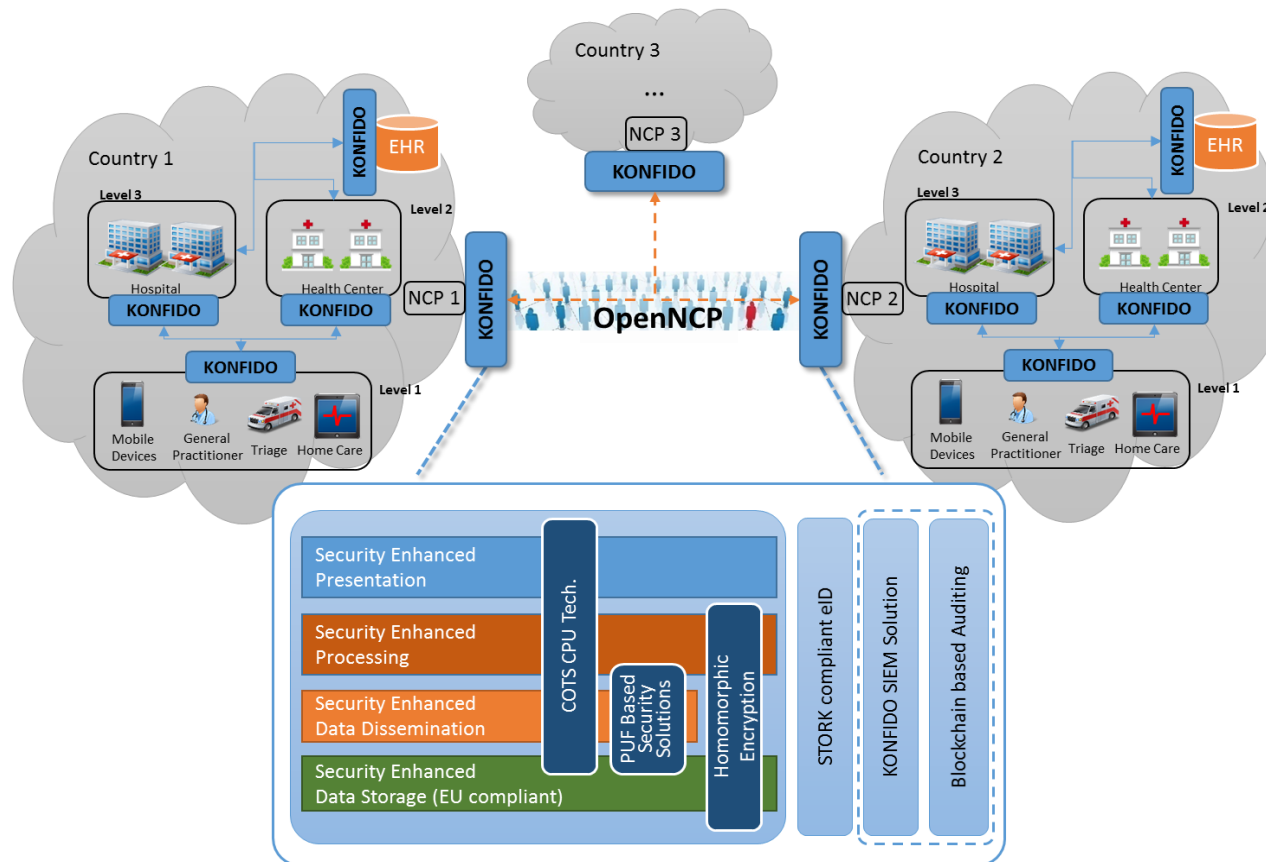 Country 3
...
NCP 3
KONFIDO
Country 1
KONFIDO
EHR
Level 3
Level 2
Hospital
Health Center
KONFIDO
KONFIDO
NCP 1
KONFIDO
KONFIDO
Level 1
Mobile
Devices
General
Practitioner
Triage
Home Care
OpenNCP
Country 2
KONFIDO
EHR
Level 3
Level 2
Hospital
Health Center
KONFIDO
KONFIDO
KONFIDO
NCP 2
KONFIDO
Level 1
Mobile
Devices
General
Practitioner
Triage
Home Care
Security Enhanced
Presentation
Security Enhanced
Processing
Security Enhanced
Data Dissemination
Security Enhanced
Data Storage (EU compliant)
COTS CPU Tech.
PUF Based
Security
Solutions
Homomorphic
Encryption
STORK compliant eID
KONFIDO SIEM Solution
Blockchain based Auditing